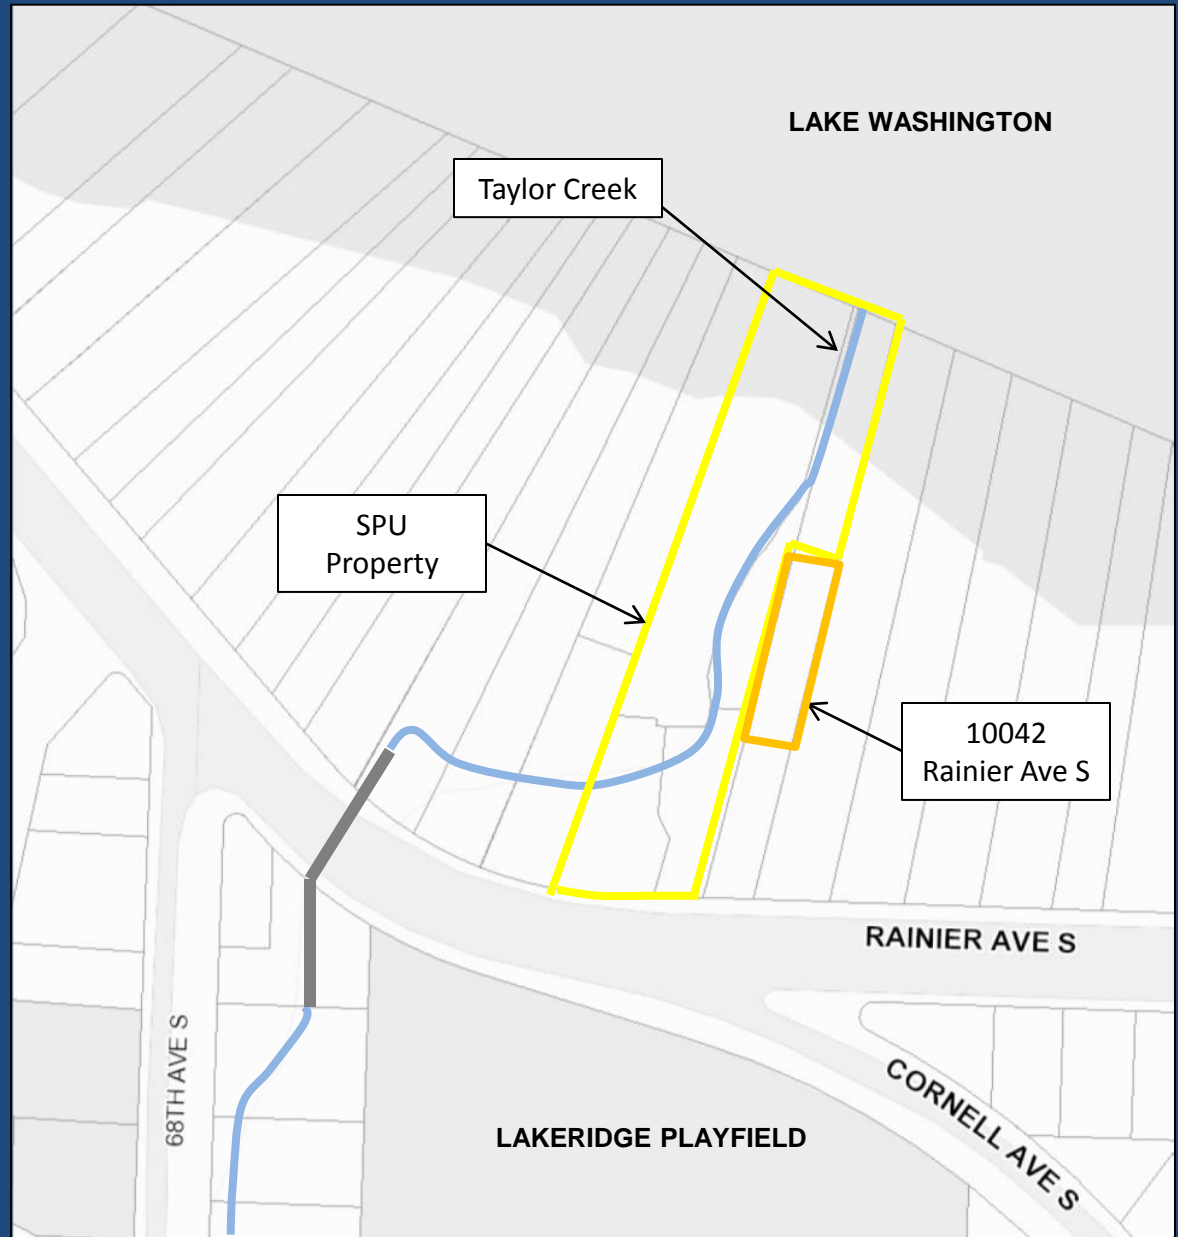 LAKE WASHINGTON
Taylor Creek
SPU
Property
10042
Rainier Ave S
RAINIER AVE S
68TH AVE S
CORNELL AVE S
LAKERIDGE PLAYFIELD